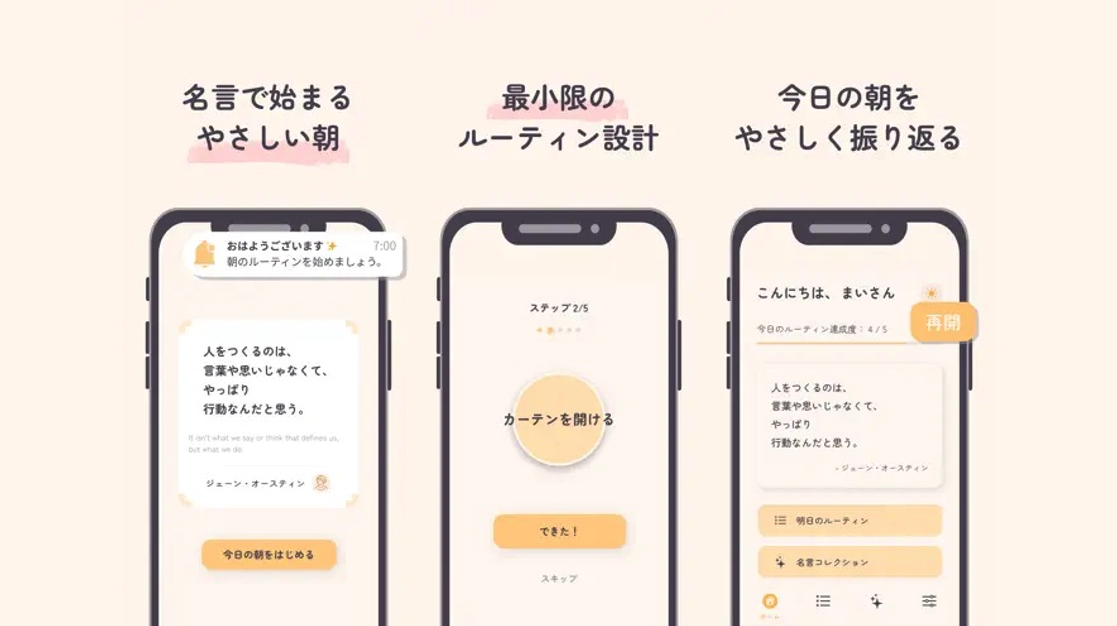 名言で始まる
やさしい朝
おはようございます✨
7:00
朝のルーティンを始めましょう。
人をつくるのは、
言葉や思いじゃなくて、
やっぱり
行動なんだと思う。
It isn't what we say or think that defines us,
but what we do.
ジェーン・オースティン
今日の朝をはじめる
最小限の
ルーティン設計
ステップ 2/5
カーテンを開ける
できた！
スキップ
今日の朝を
やさしく振り返る
こんにちは、まいさん
再開
今日のルーティン達成度：4 / 5
人をつくるのは、
言葉や思いじゃなくて、
やっぱり
行動なんだと思う。
- ジェーン・オースティン
明日のルーティン
名言コレクション
ホーム